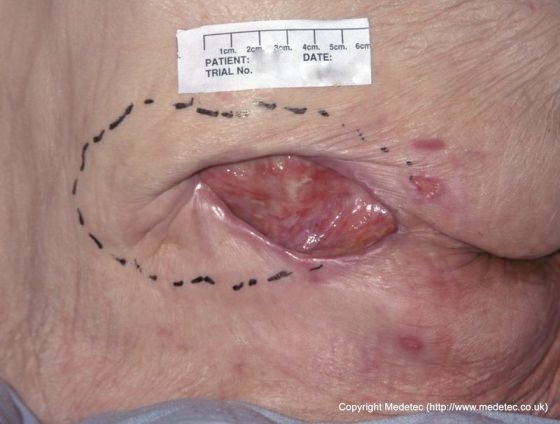 1cm. 2cm. 3cm. 4cm. 5cm. 6cm
PATIENT: DATE:
TRIAL No.
Copyright Medetec (http://www.medetec.co.uk)